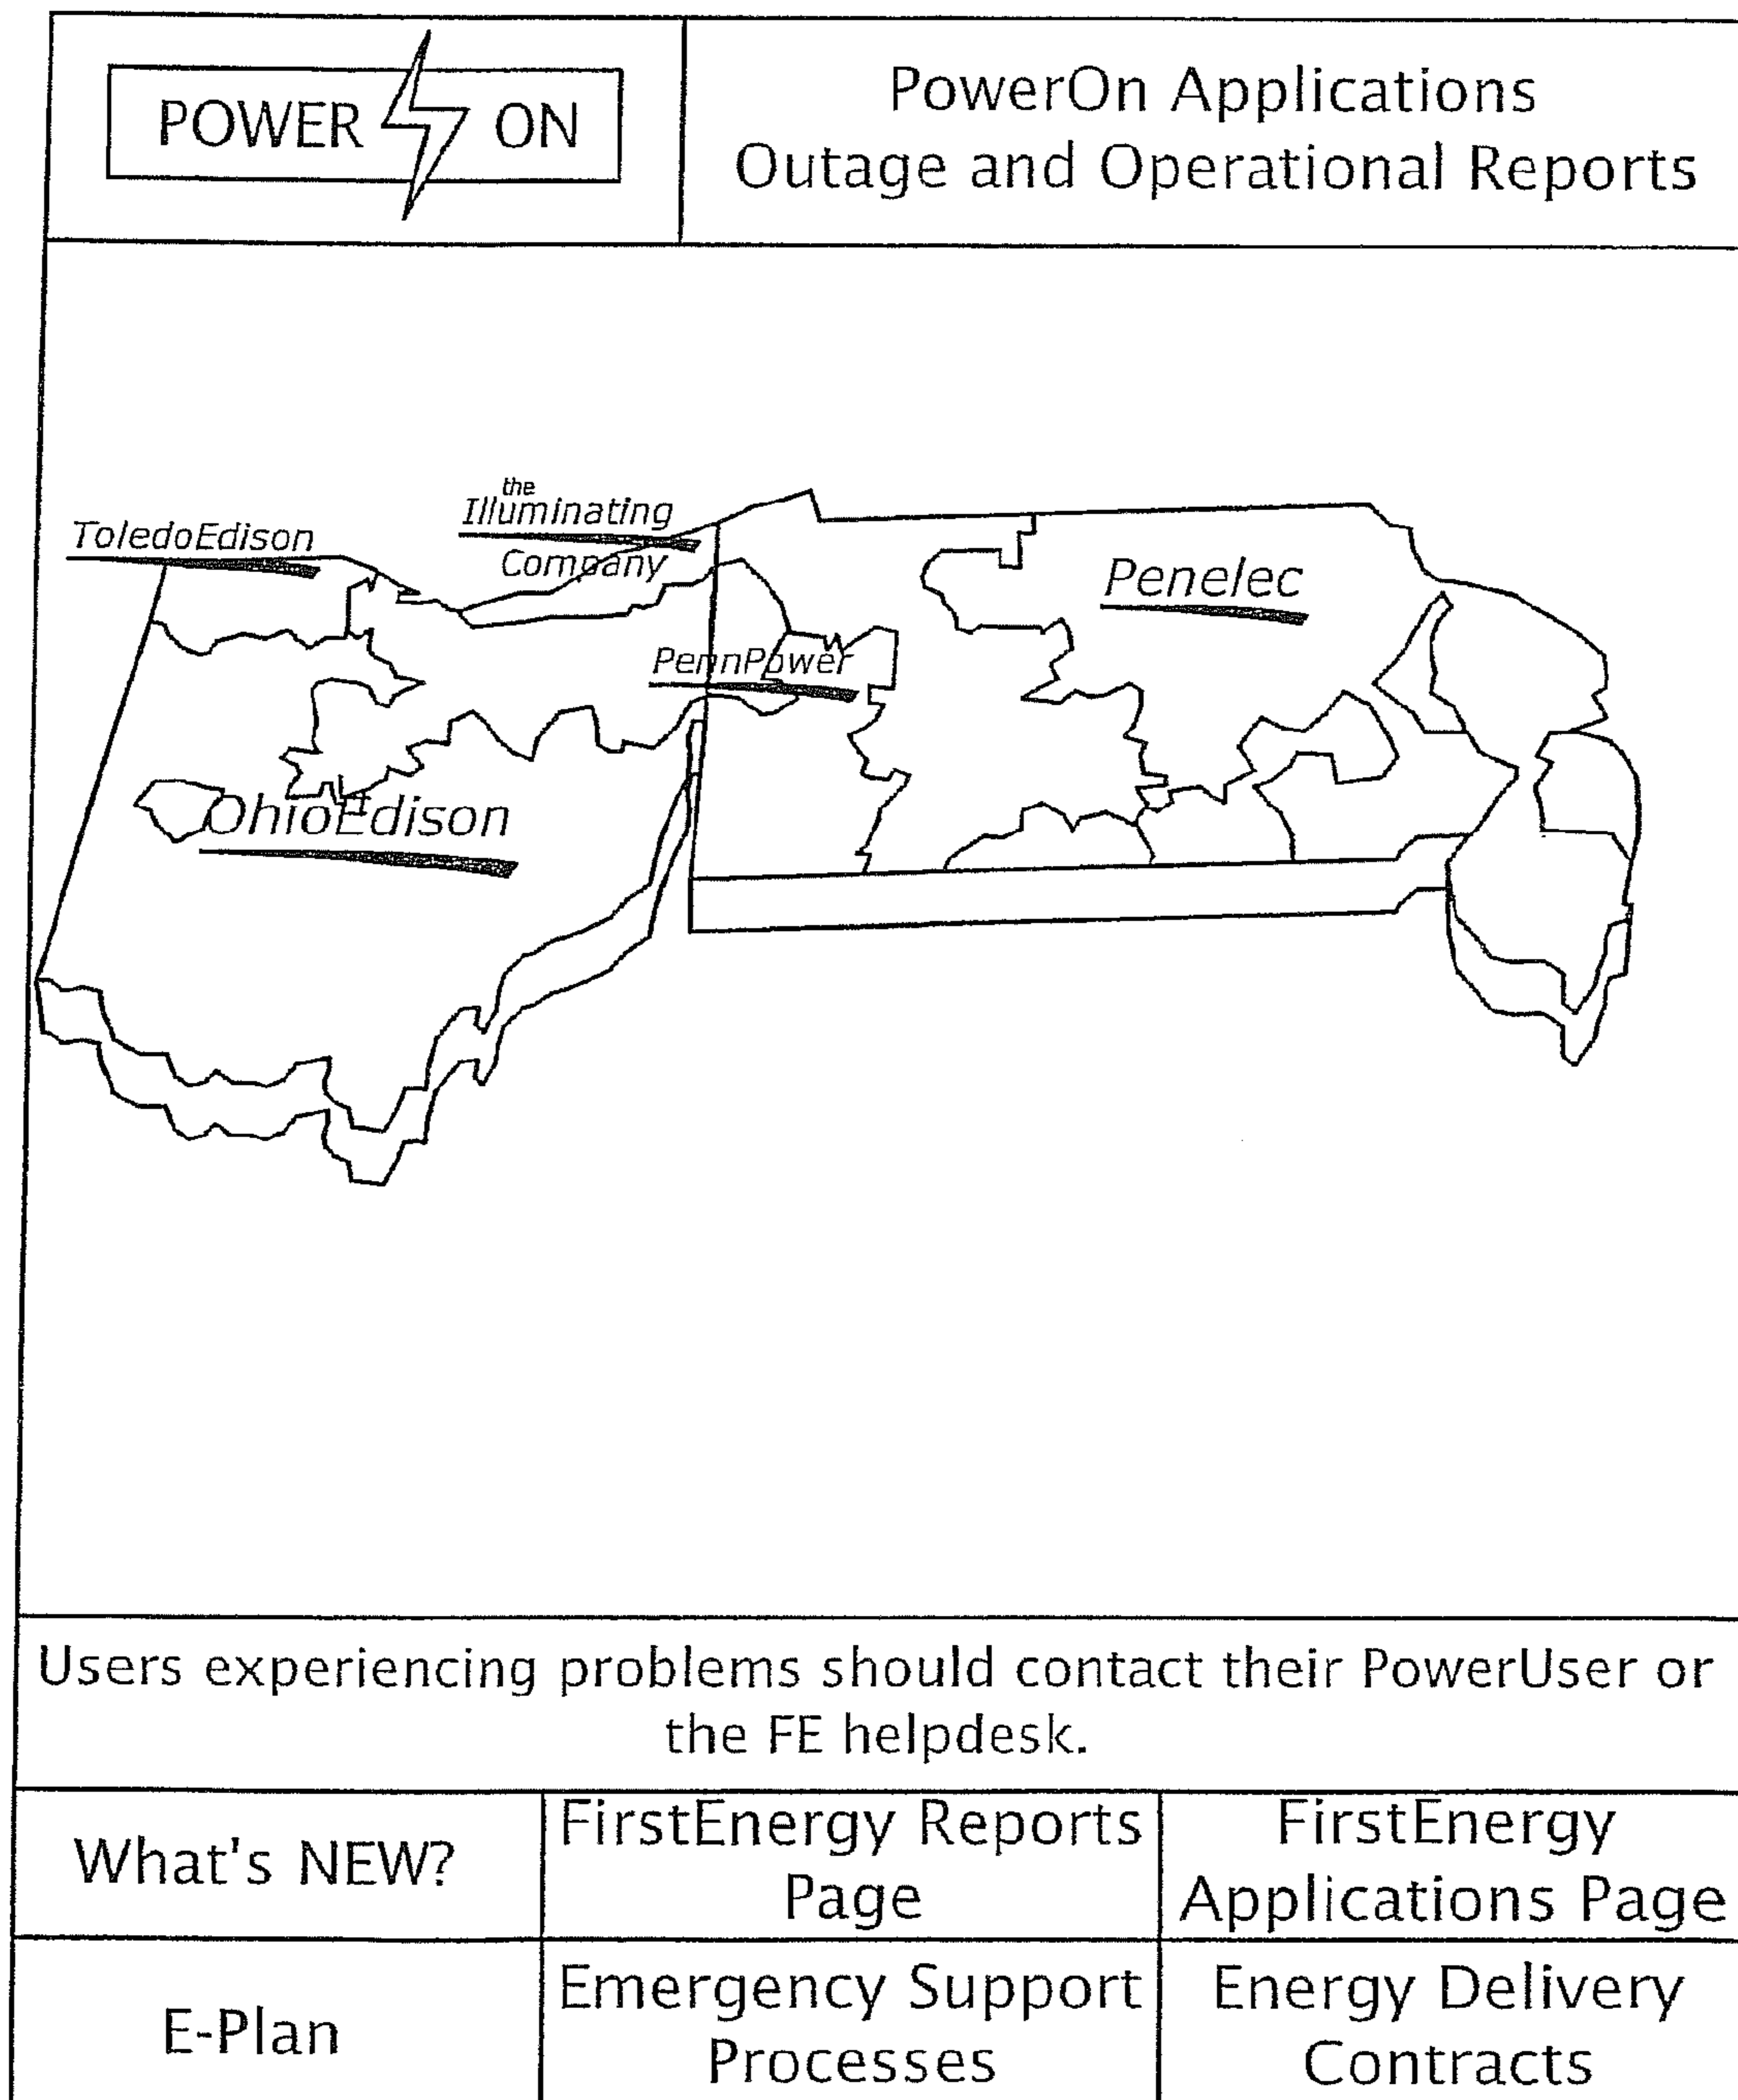 POWER ON
PowerOn Applications
Outage and Operational Reports
the
Illuminating
Company
ToledoEdison
Penelec
PennPower
OhioEdison
Users experiencing problems should contact their PowerUser or
the FE helpdesk.
What's NEW?
FirstEnergy Reports
Page
FirstEnergy
Applications Page
E-Plan
Emergency Support
Processes
Energy Delivery
Contracts